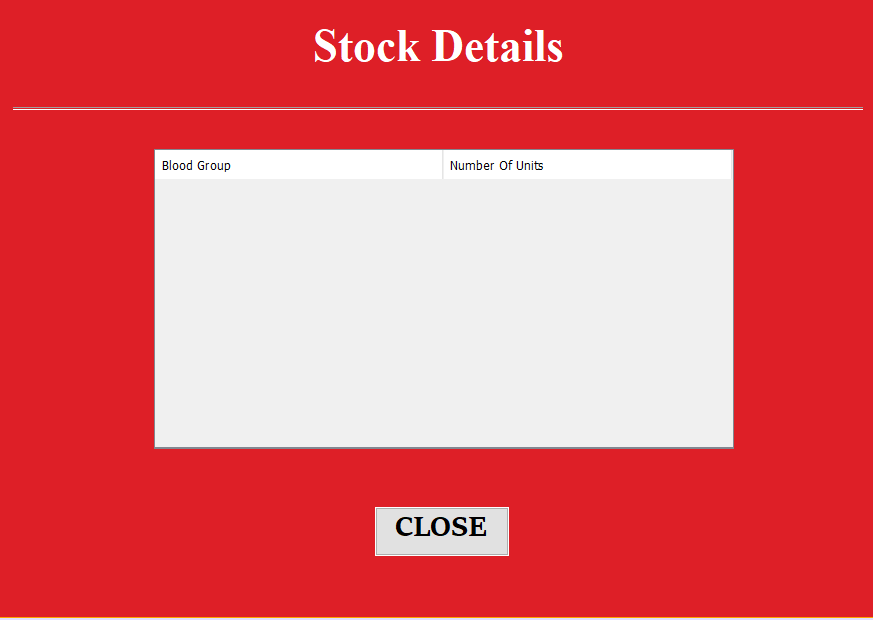 Stock Details
Blood Group Number Of Units
CLOSE